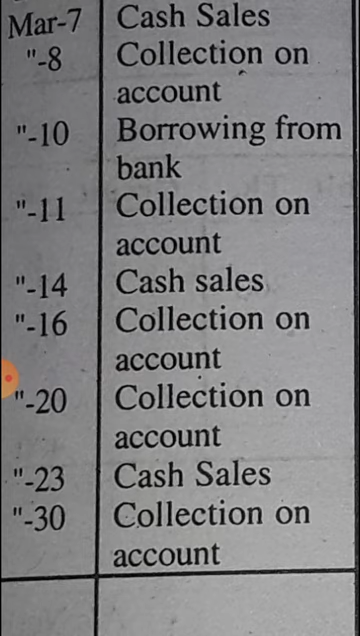 Mar-7 Cash Sales
"-8 Collection on
account
"-10 Borrowing from
bank
"-11 Collection on
account
"-14 Cash sales
"-16 Collection on
account
"-20 Collection on
account
"-23 Cash Sales
"-30 Collection on
account